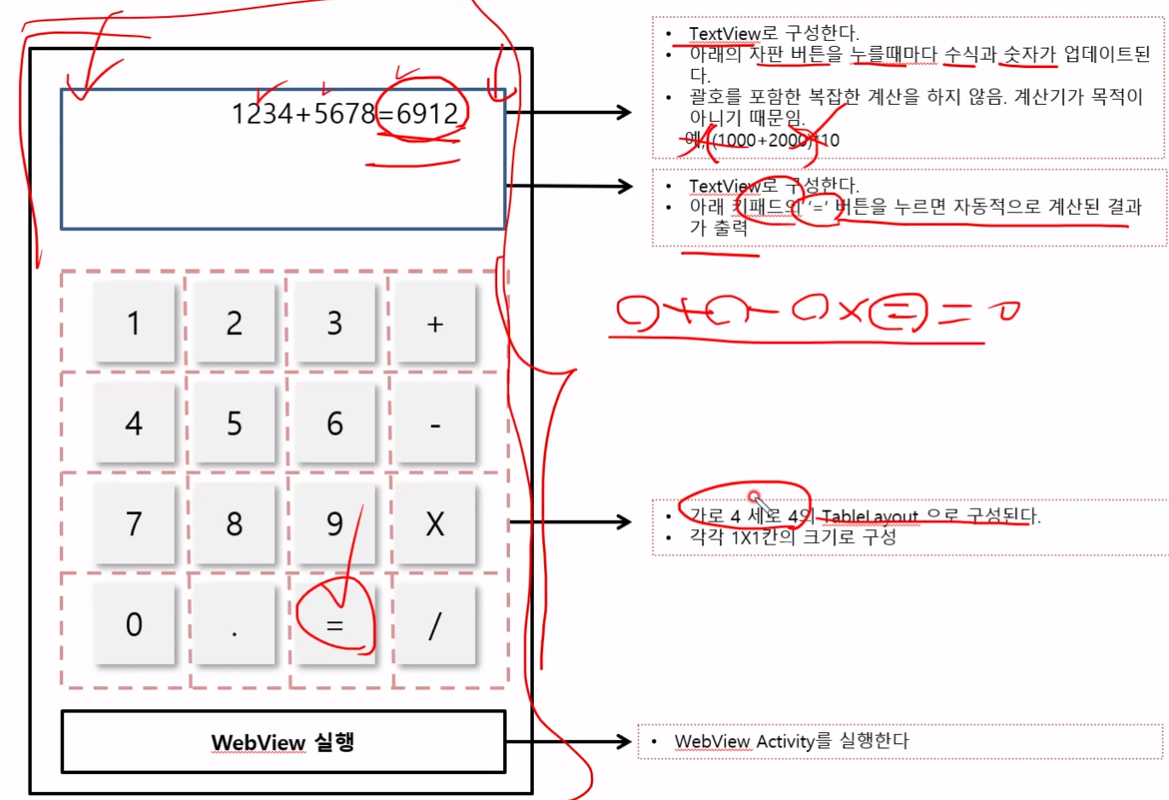 1234+5678=6912
1 2 3 +
4 5 6 -
7 8 9 X
0 . = /
WebView 실행
• TextView로 구성한다.
• 아래의 자판 버튼을 누를때마다 수식과 숫자가 업데이트된
다.
• 괄호를 포함한 복잡한 계산을 하지 않음. 계산기가 목적이
아니기 때문임.
예, (1000+2000)*10
• TextView로 구성한다.
• 아래 키패드의 '=' 버튼을 누르면 자동적으로 계산된 결과
가 출력
• 가로 4 세로 4의 TableLayout 으로 구성된다.
• 각각 1X1칸의 크기로 구성
• WebView Activity를 실행한다